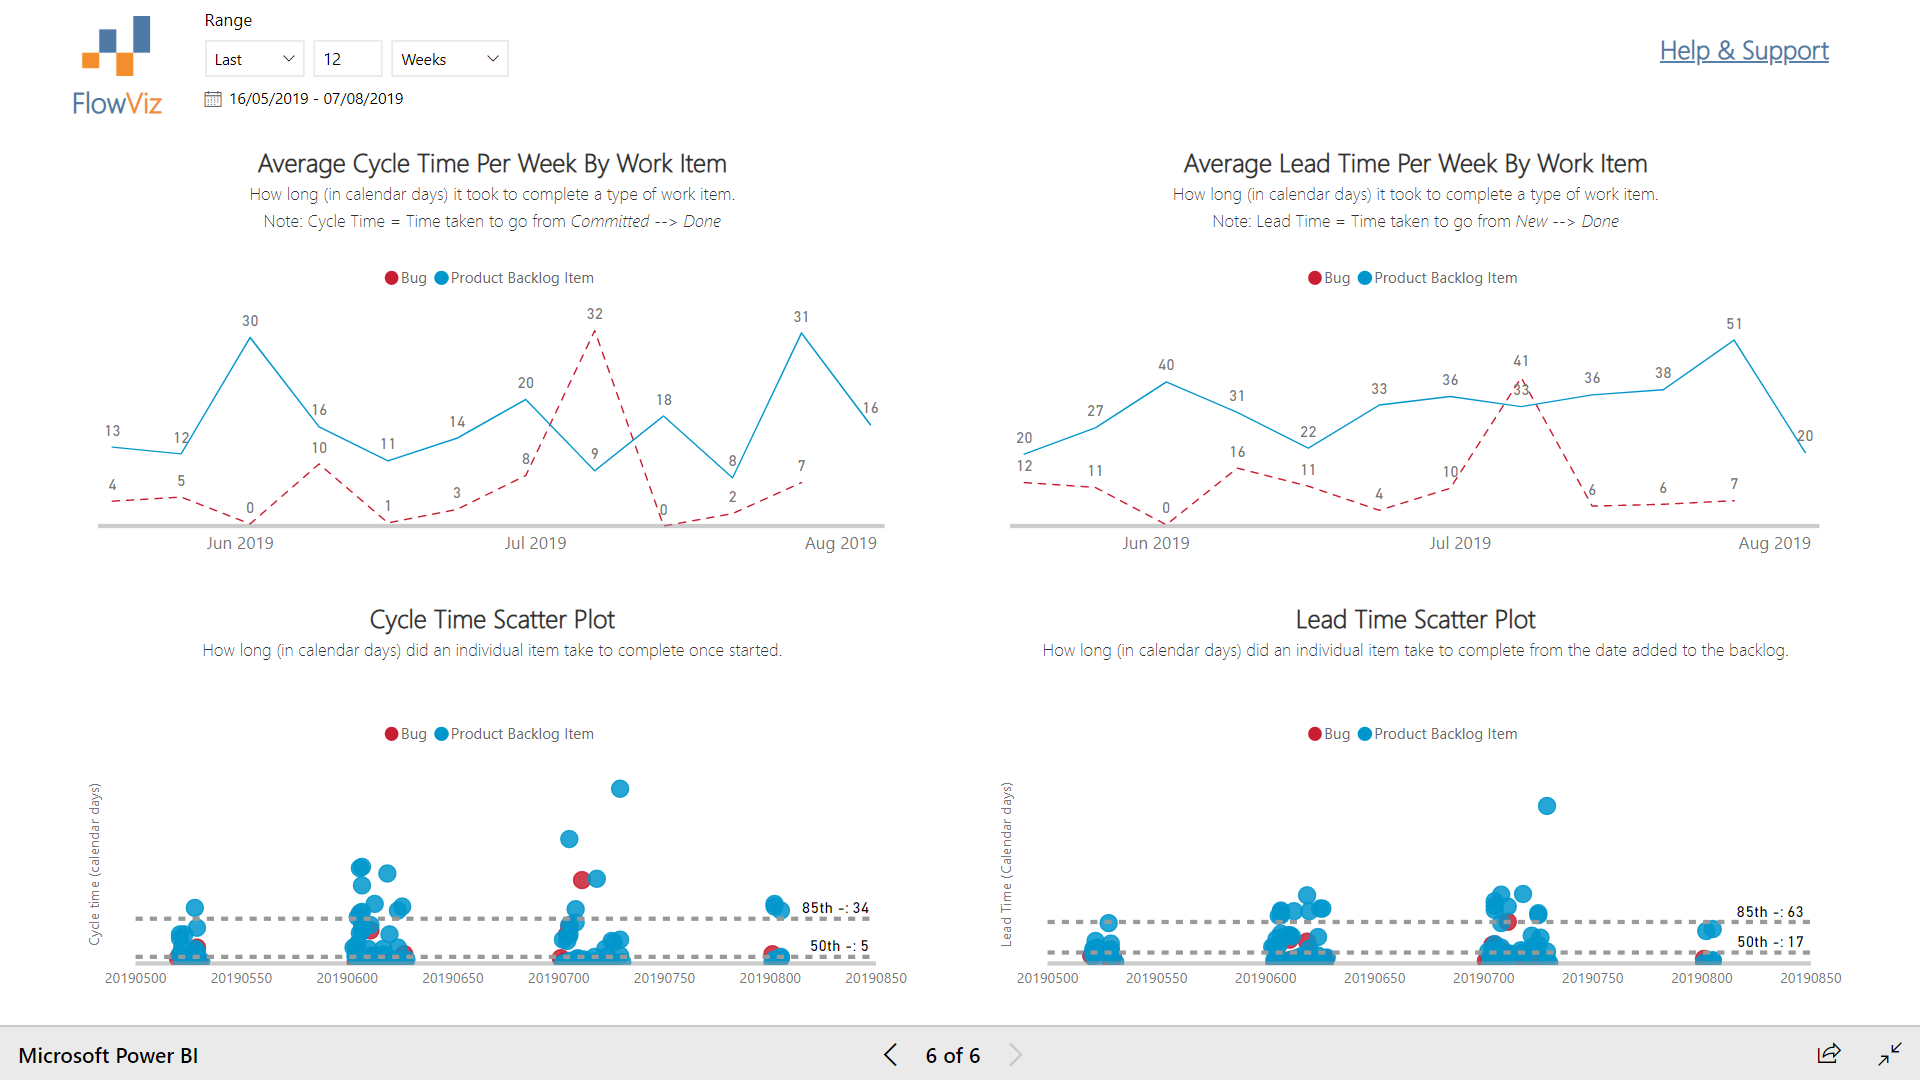 FlowViz
Range
Last
12
Weeks
16/05/2019 - 07/08/2019
Help & Support
Average Cycle Time Per Week By Work Item
How long (in calendar days) it took to complete a type of work item.
Note: Cycle Time = Time taken to go from Committed --> Done
Bug Product Backlog Item
30
32
31
20
16
18
16
13
12
14
11
10
9
8
8
7
4
5
0
1
3
0
2
Jun 2019
Jul 2019
Aug 2019
Average Lead Time Per Week By Work Item
How long (in calendar days) it took to complete a type of work item.
Note: Lead Time = Time taken to go from New --> Done
Bug Product Backlog Item
51
40
41
38
36
36
33
33
31
27
22
20
20
12
11
0
16
11
4
10
6
6
7
Jun 2019
Jul 2019
Aug 2019
Cycle Time Scatter Plot
How long (in calendar days) did an individual item take to complete once started.
Bug Product Backlog Item
Cycle time (calendar days)
85th -: 34
50th -: 5
20190500
20190550
20190600
20190650
20190700
20190750
20190800
20190850
Lead Time Scatter Plot
How long (in calendar days) did an individual item take to complete from the date added to the backlog.
Bug Product Backlog Item
Lead Time (Calendar days)
85th -: 63
50th -: 17
20190500
20190550
20190600
20190650
20190700
20190750
20190800
20190850
Microsoft Power BI
6 of 6